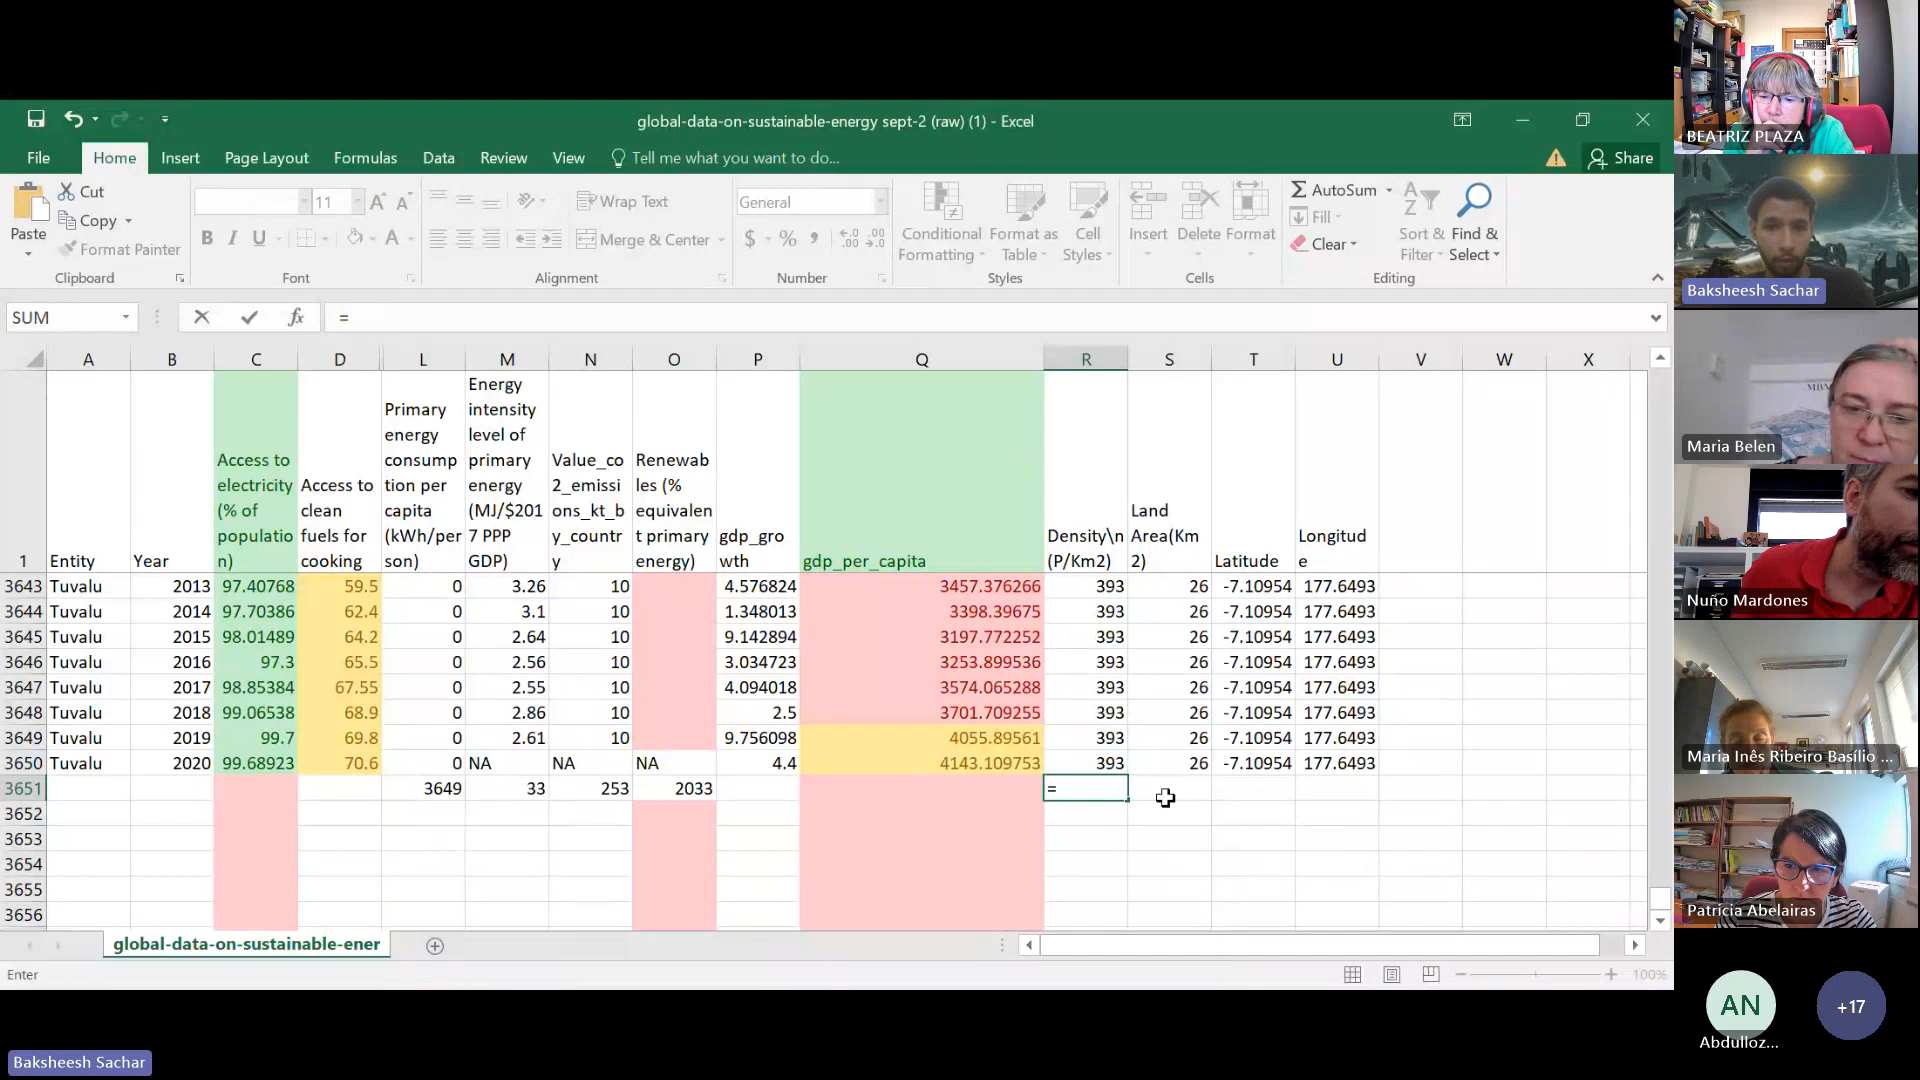 global-data-on-sustainable-energy sept-2 (raw) (1) - Excel
File Home Insert Page Layout Formulas Data Review View Tell me what you want to do... Share
Paste Cut Copy Format Painter Clipboard
11 A A B I U A Font
Wrap Text Merge & Center Alignment
General $ % , .00 .0 Number
Conditional Formatting Format as Table Cell Styles Styles
Insert Delete Format Cells
AutoSum Fill Clear Sort & Filter Find & Select Editing
SUM fx =
A B C D L M N O P Q R S T U V W X
1 Entity Year Access to electricity (% of population) Access to clean fuels for cooking Primary energy consumption per capita (kWh/person) Energy intensity level of primary energy (MJ/$2017 PPP GDP) Value_co2_emissions_kt_by_country Renewables (% equivalent primary energy) gdp_growth gdp_per_capita Density\n(P/Km2) Land Area(Km2) Latitude Longitude
3643 Tuvalu 2013 97.40768 59.5 0 3.26 10 4.576824 3457.376266 393 26 -7.10954 177.6493
3644 Tuvalu 2014 97.70386 62.4 0 3.1 10 1.348013 3398.39675 393 26 -7.10954 177.6493
3645 Tuvalu 2015 98.01489 64.2 0 2.64 10 9.142894 3197.772252 393 26 -7.10954 177.6493
3646 Tuvalu 2016 97.3 65.5 0 2.56 10 3.034723 3253.899536 393 26 -7.10954 177.6493
3647 Tuvalu 2017 98.85384 67.55 0 2.55 10 4.094018 3574.065288 393 26 -7.10954 177.6493
3648 Tuvalu 2018 99.06538 68.9 0 2.86 10 2.5 3701.709255 393 26 -7.10954 177.6493
3649 Tuvalu 2019 99.7 69.8 0 2.61 10 9.756098 4055.89561 393 26 -7.10954 177.6493
3650 Tuvalu 2020 99.68923 70.6 0 NA NA NA 4.4 4143.109753 393 26 -7.10954 177.6493
3651 3649 33 253 2033 =
3652
3653
3654
3655
3656
global-data-on-sustainable-ener
Enter 100%
BEATRIZ PLAZA
Baksheesh Sachar
Maria Belen
Nuño Mardones
Maria Inês Ribeiro Basílio ...
Patricia Abelairas
AN +17
Abdulloz...
Baksheesh Sachar